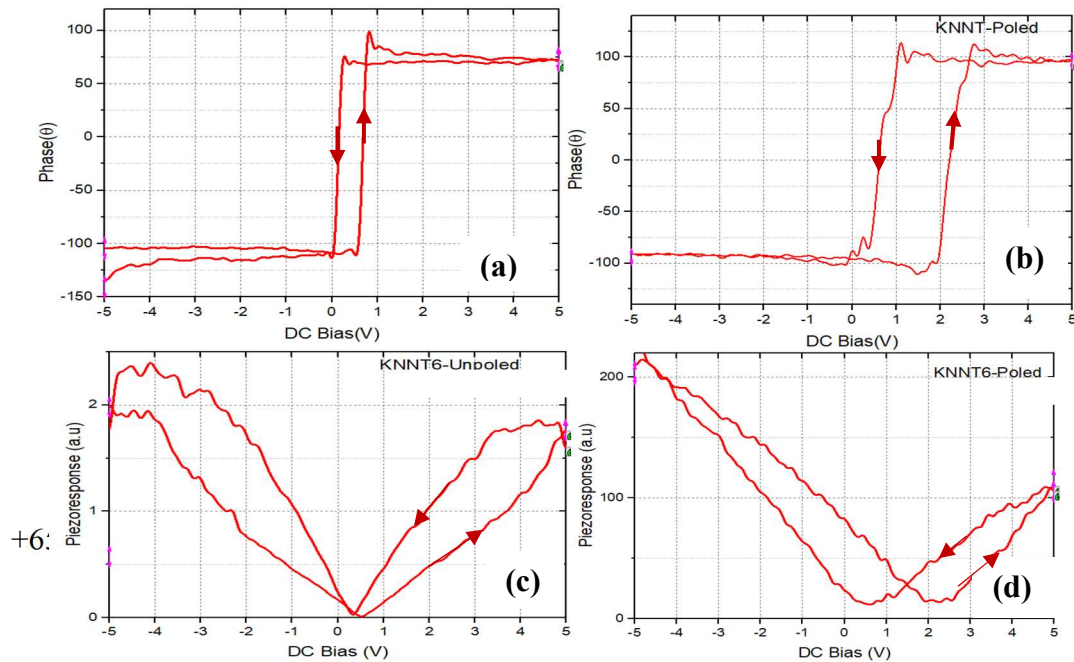 100
50
0
-50
-100
-150
Phase(θ)
-5 -4 -3 -2 -1 0 1 2 3 4 5
DC Bias(V)
(a)
KNNT-Poled
100
50
0
-50
-100
Phase(θ)
-5 -4 -3 -2 -1 0 1 2 3 4 5
DC Bias(V)
(b)
KNNT6-Unpoled
2
1
0
Piezoresponse (a.u)
-5 -4 -3 -2 -1 0 1 2 3 4 5
DC Bias (V)
(c)
KNNT6-Poled
200
100
0
Piezoresponse (a.u)
-5 -4 -3 -2 -1 0 1 2 3 4 5
DC Bias (V)
(d)